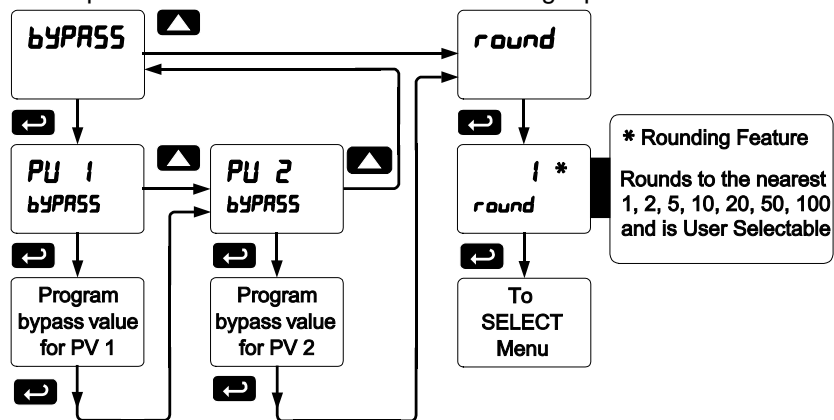 bYPASS
round
PU 1
bYPASS
PU 2
bYPASS
1 *
round
* Rounding Feature
Rounds to the nearest
1, 2, 5, 10, 20, 50, 100
and is User Selectable
Program
bypass value
for PV 1
Program
bypass value
for PV 2
To
SELECT
Menu